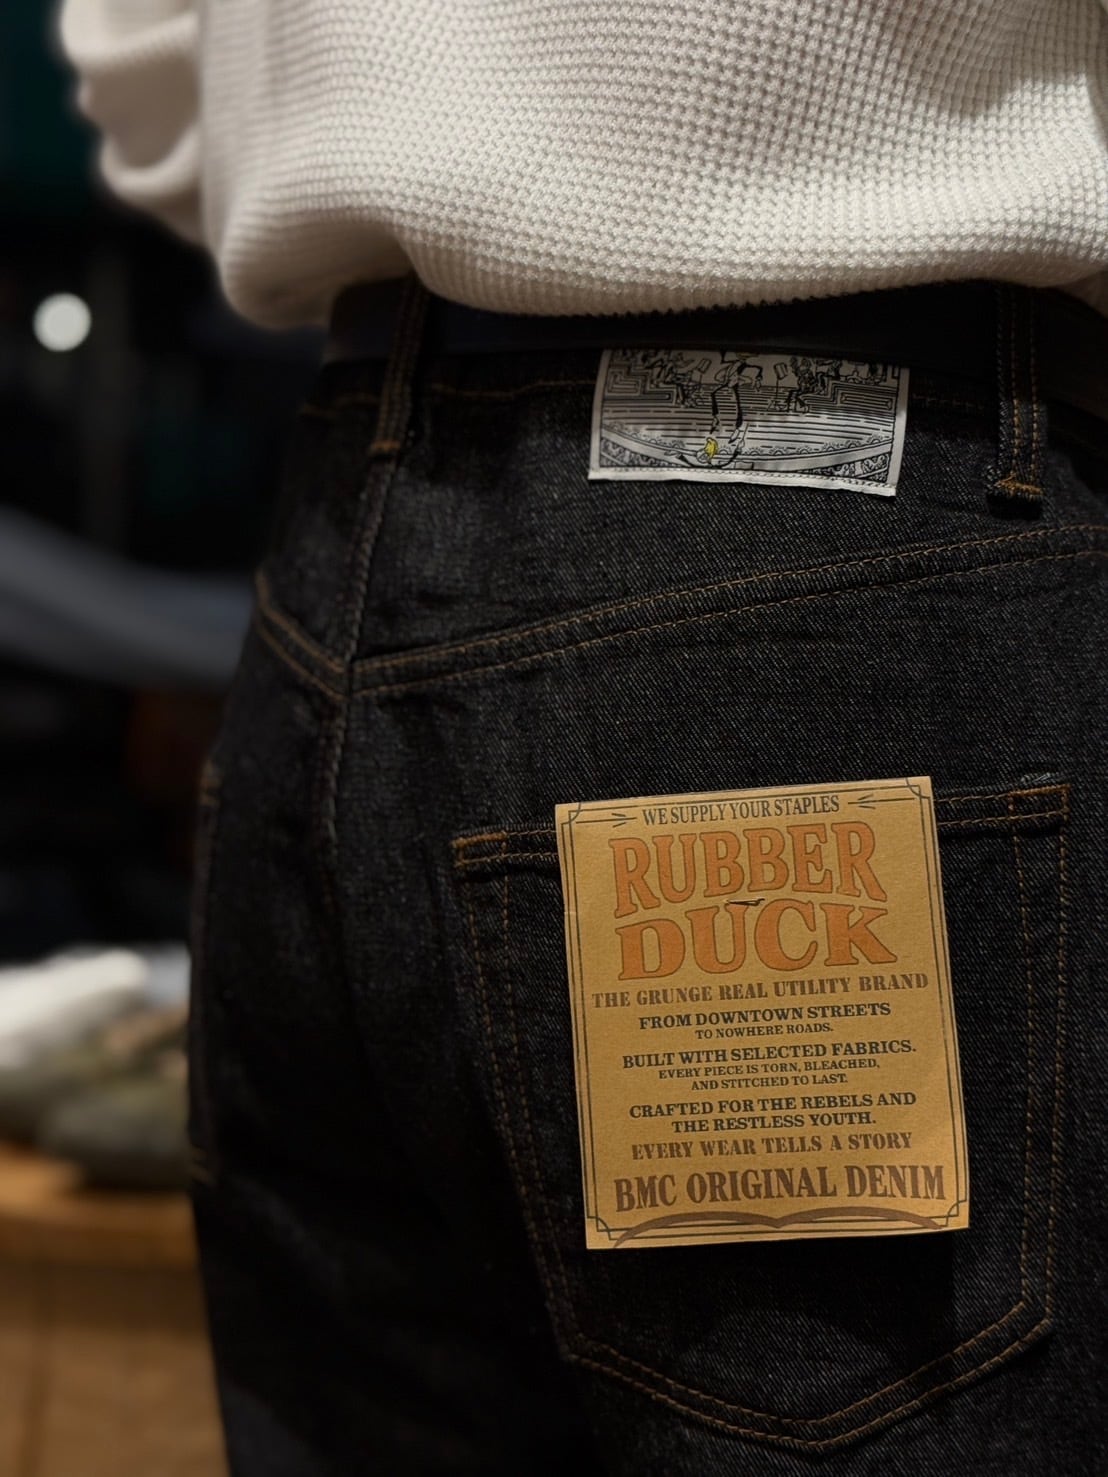 WE SUPPLY YOUR STAPLES
RUBBER
DUCK
THE GRUNGE REAL UTILITY BRAND
FROM DOWNTOWN STREETS
TO NOWHERE ROADS.
BUILT WITH SELECTED FABRICS.
EVERY PIECE IS TORN, BLEACHED,
AND STITCHED TO LAST.
CRAFTED FOR THE REBELS AND
THE RESTLESS YOUTH.
EVERY WEAR TELLS A STORY
BMC ORIGINAL DENIM